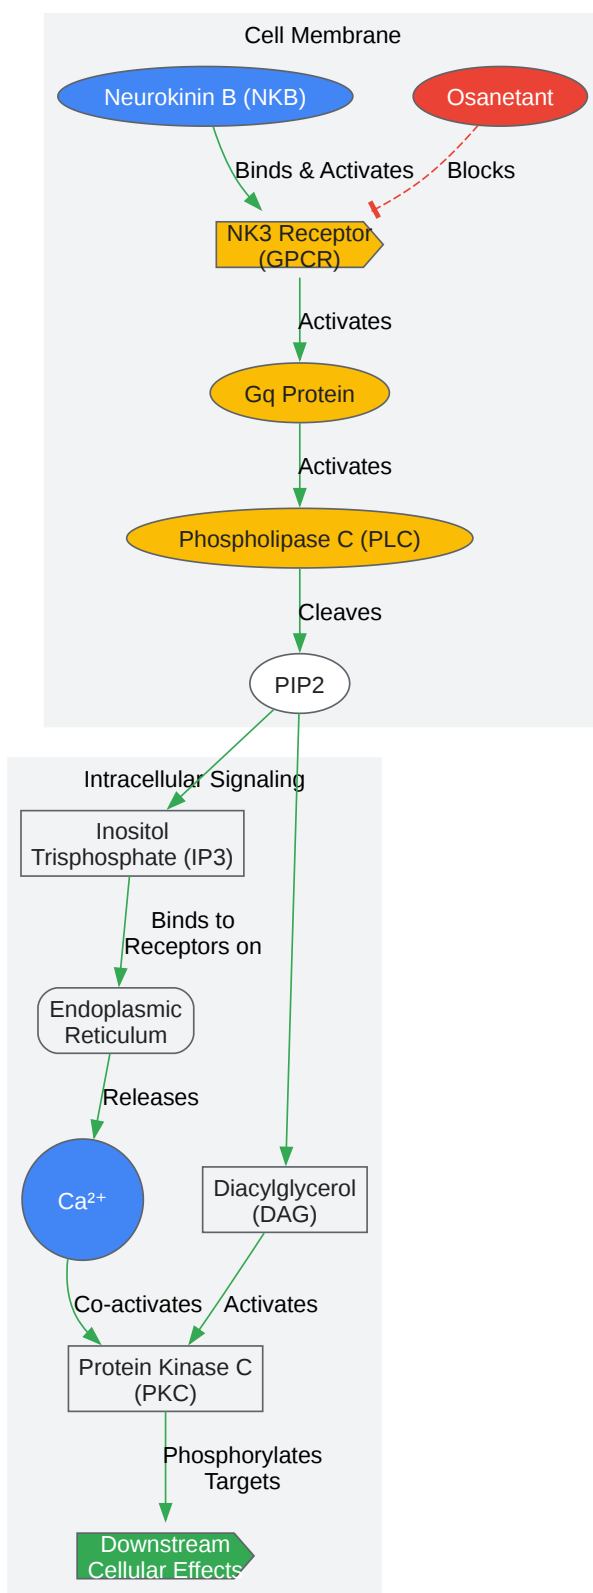 Cell Membrane
Neurokinin B (NKB)
Osanetant
Binds & Activates
Blocks
NK3 Receptor
(GPCR)
Activates
Gq Protein
Activates
Phospholipase C (PLC)
Cleaves
PIP2
Intracellular Signaling
Inositol
Trisphosphate (IP3)
Binds to
Receptors on
Endoplasmic
Reticulum
Releases
Ca²⁺
Diacylglycerol
(DAG)
Co-activates
Activates
Protein Kinase C
(PKC)
Phosphorylates
Targets
Downstream
Cellular Effects